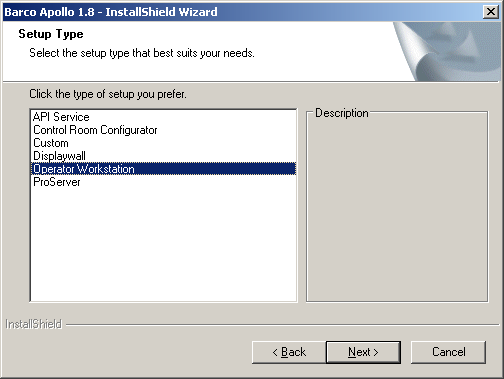 Barco Apollo 1.8 - InstallShield Wizard
Setup Type
Select the setup type that best suits your needs.
Click the type of setup you prefer.
API Service
Control Room Configurator
Custom
Displaywall
Operator Workstation
ProServer
Description
InstallShield
< Back
Next >
Cancel